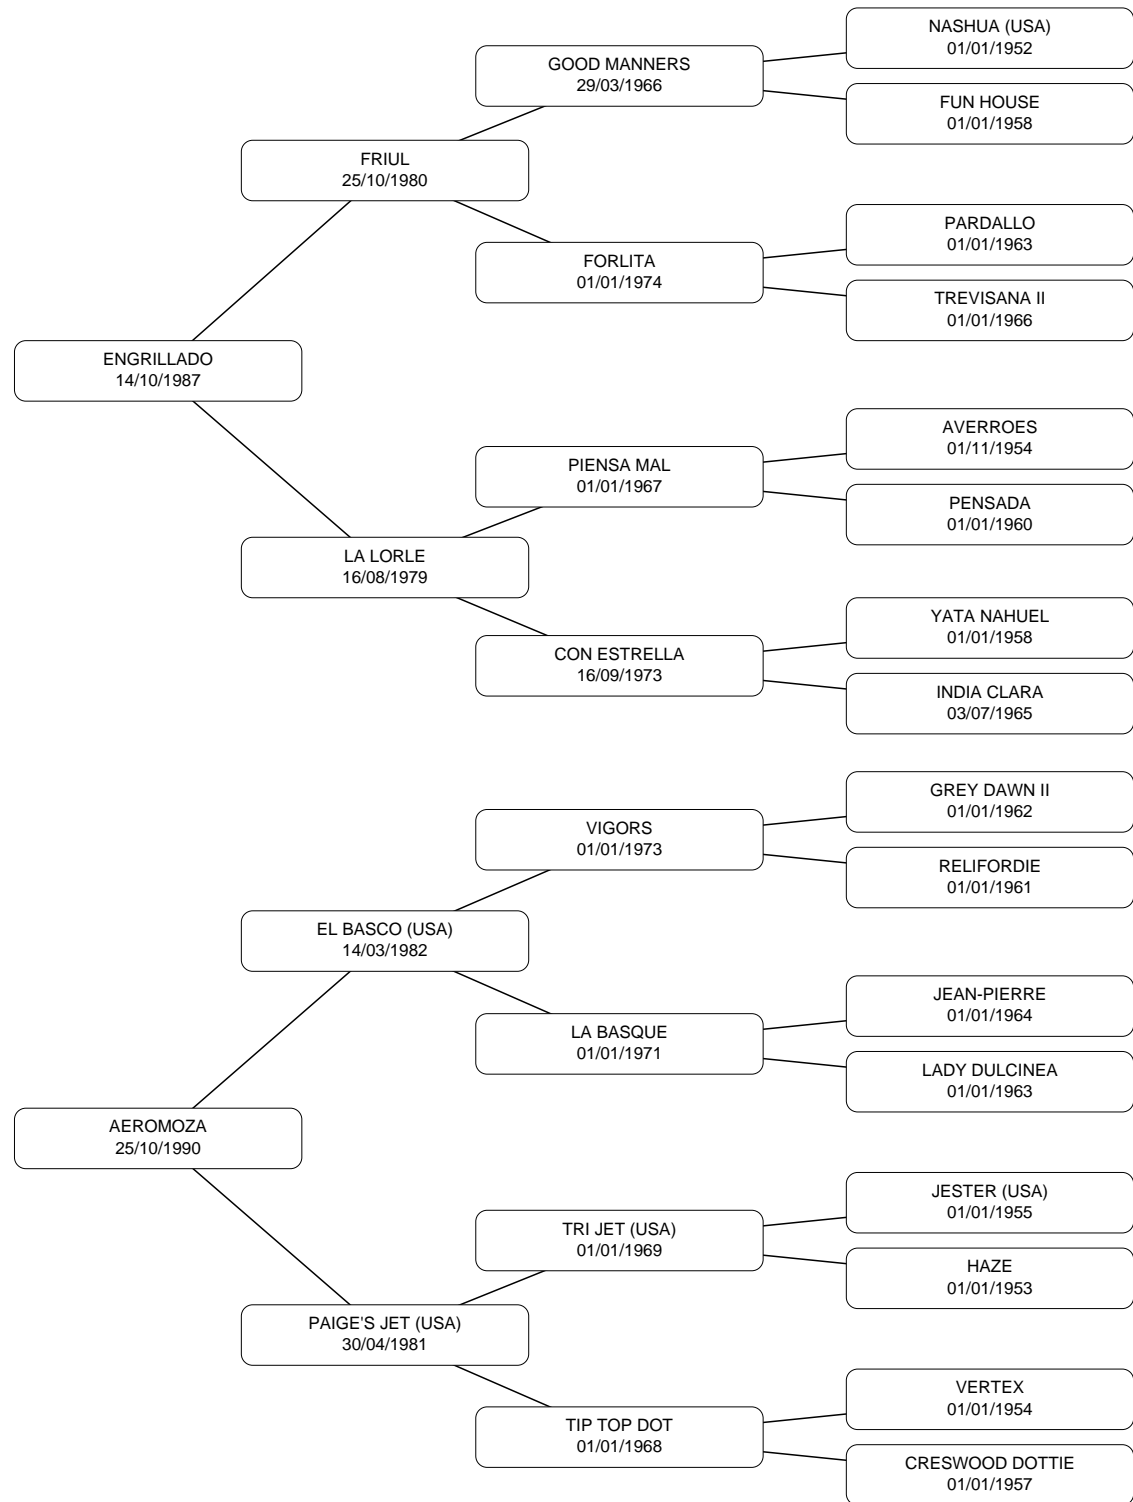 NASHUA (USA)
01/01/1952
GOOD MANNERS
29/03/1966
FUN HOUSE
01/01/1958
FRIUL
25/10/1980
PARDALLO
01/01/1963
FORLITA
01/01/1974
TREVISANA II
01/01/1966
ENGRILLADO
14/10/1987
AVERROES
01/11/1954
PIENSA MAL
01/01/1967
PENSADA
01/01/1960
LA LORLE
16/08/1979
YATA NAHUEL
01/01/1958
CON ESTRELLA
16/09/1973
INDIA CLARA
03/07/1965
GREY DAWN II
01/01/1962
VIGORS
01/01/1973
RELIFORDIE
01/01/1961
EL BASCO (USA)
14/03/1982
JEAN-PIERRE
01/01/1964
LA BASQUE
01/01/1971
LADY DULCINEA
01/01/1963
AEROMOZA
25/10/1990
JESTER (USA)
01/01/1955
TRI JET (USA)
01/01/1969
HAZE
01/01/1953
PAIGE'S JET (USA)
30/04/1981
VERTEX
01/01/1954
TIP TOP DOT
01/01/1968
CRESWOOD DOTTIE
01/01/1957